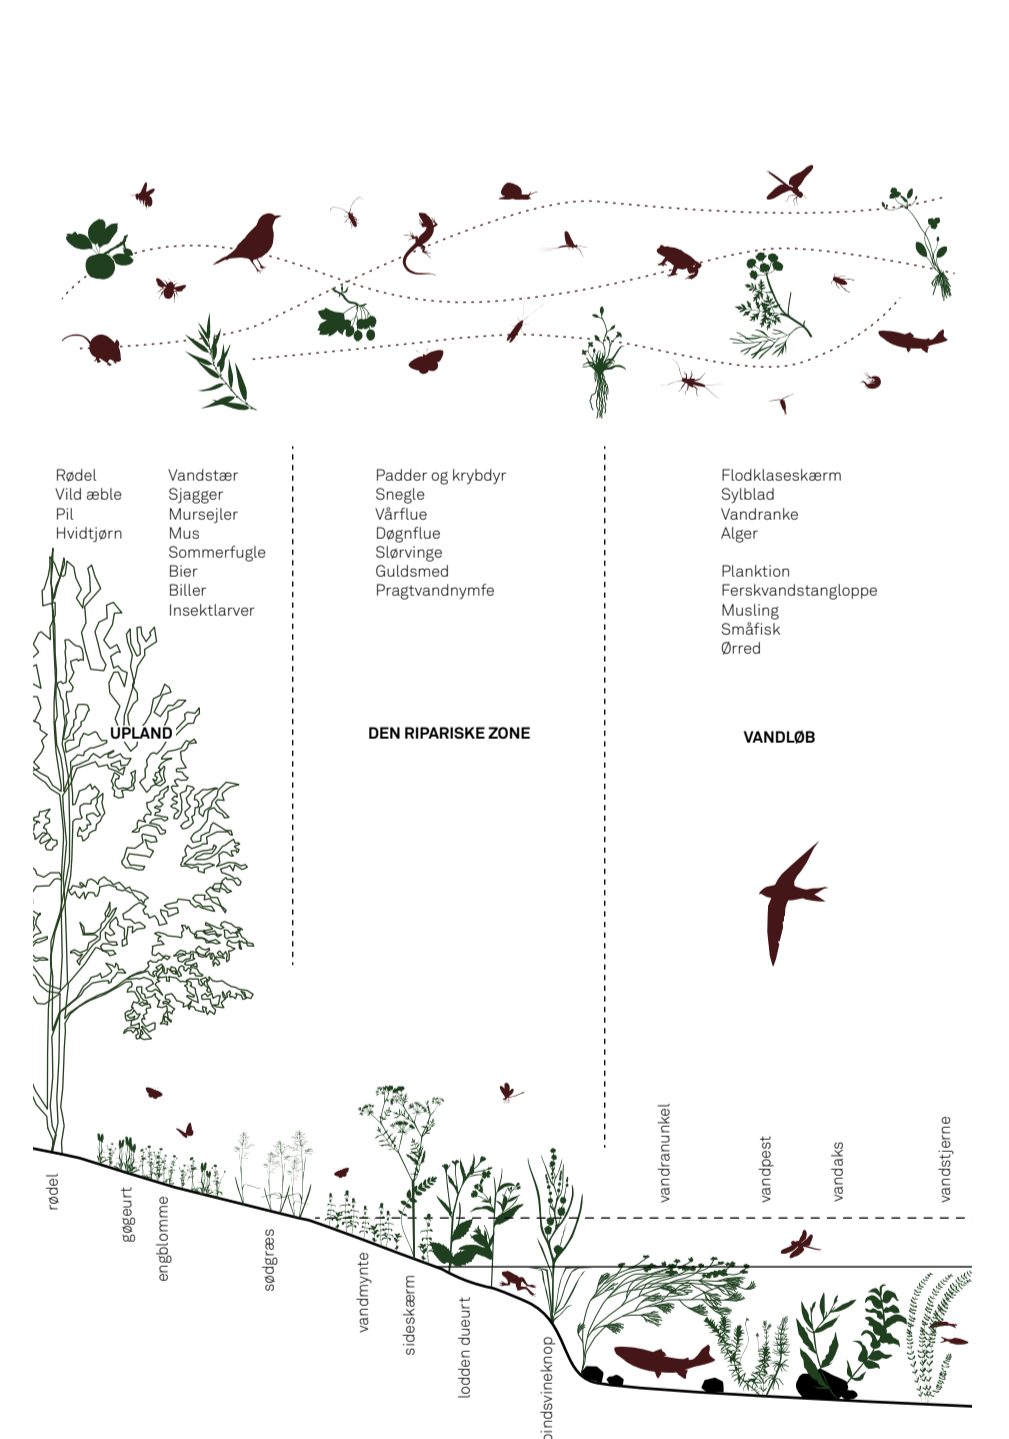 Rødel
Vild æble
Pil
Hvidtjørn
Vandstær
Sjagger
Mursejler
Mus
Sommerfugle
Bier
Biller
Insektlarver
Padder og krybdyr
Snegle
Vårflue
Døgnflue
Slørvinge
Guldsmed
Pragtvandnymfe
Flodklaseskærm
Sylblad
Vandranke
Alger
Planktion
Ferskvandstangloppe
Musling
Småfisk
Ørred
UPLAND
DEN RIPARISKE ZONE
VANDLØB
rødel
gøgeurt
engblomme
sødgræs
vandmynte
sideskærm
lodden dueurt
pindsvineknop
vandranunkel
vandpest
vandaks
vandstjerne